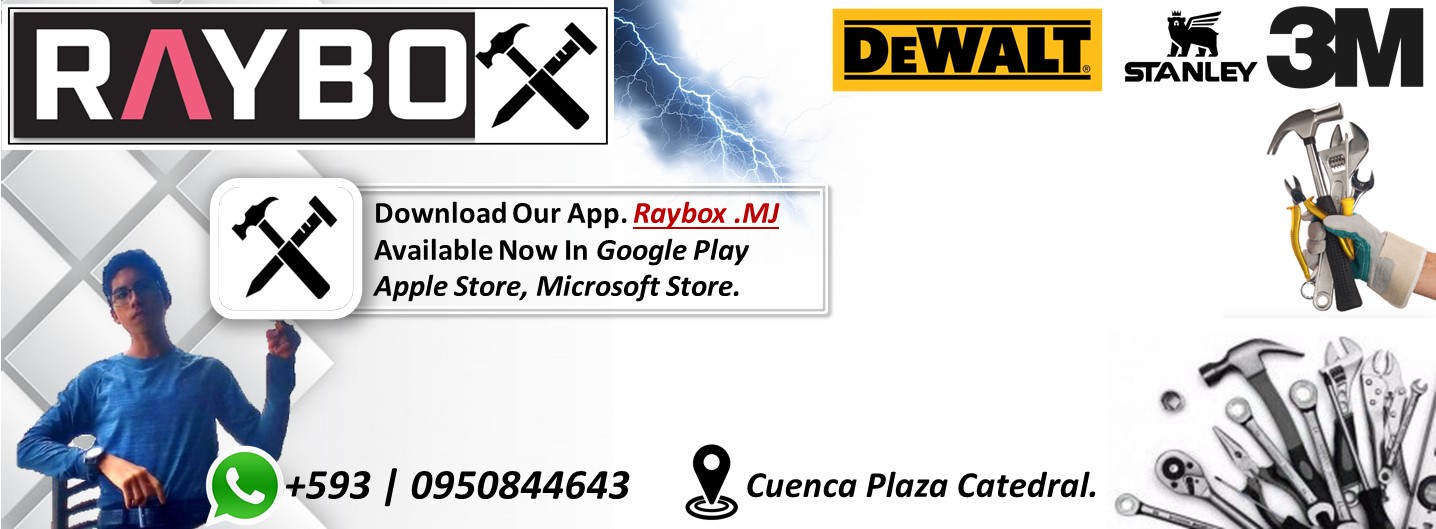 RAYBO
DEWALT®
STANLEY
3M
Download Our App. Raybox .MJ
Available Now In Google Play
Apple Store, Microsoft Store.
+593 | 0950844643
Cuenca Plaza Catedral.